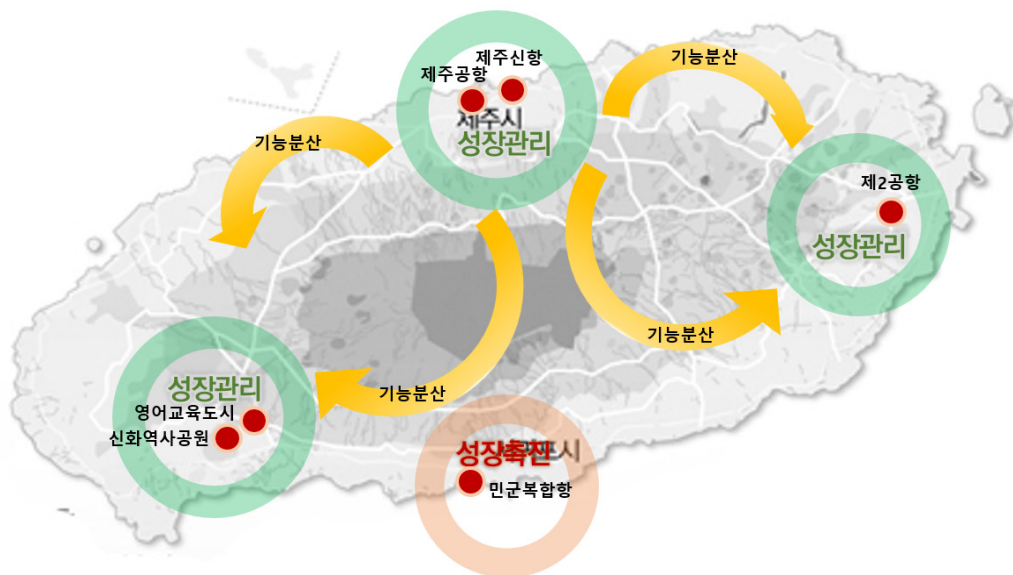 제주신항
제주공항
제주시
성장관리
기능분산
기능분산
제2공항
성장관리
기능분산
기능분산
성장관리
영어교육도시
신화역사공원
성장촉진
포시
민군복합항